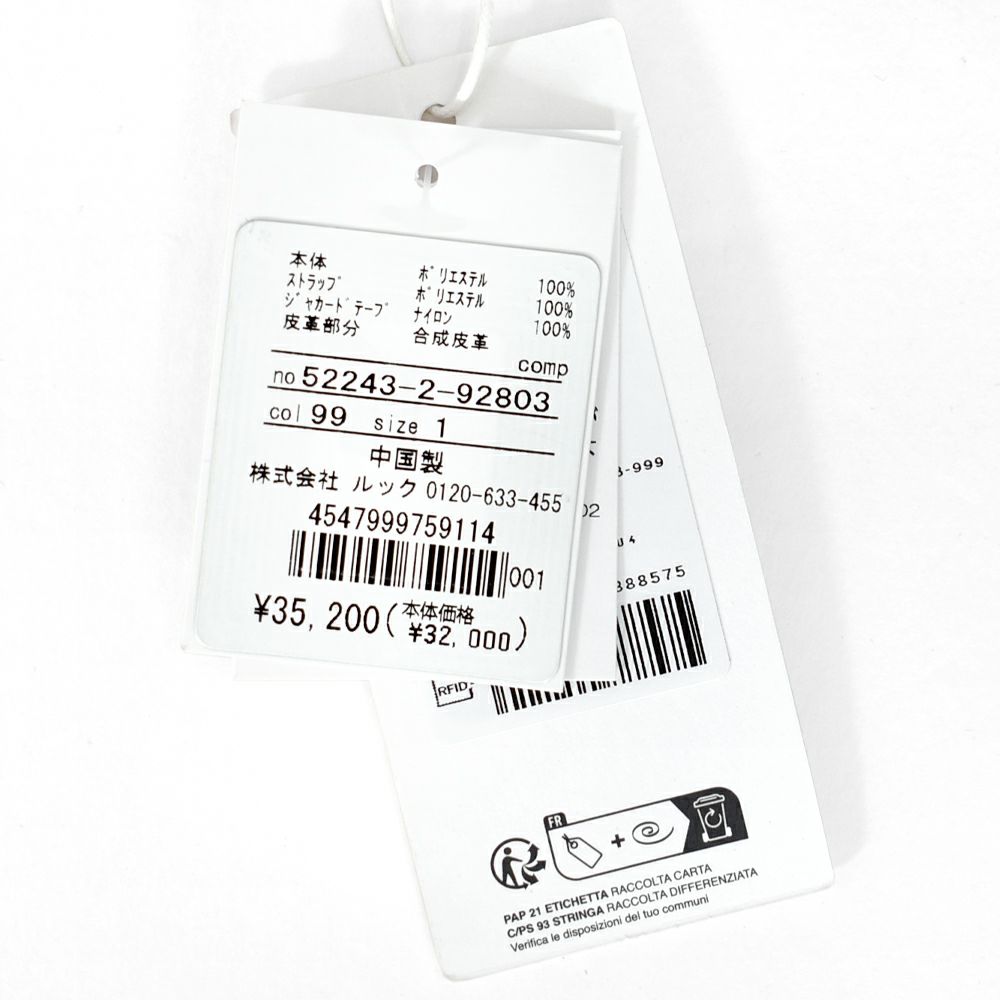 本体 ポリエステル 100%
ストラップ ポリエステル 100%
ジャカードテープ ナイロン 100%
皮革部分 合成皮革
comp
no 52243-2-92803
col 99 size 1
中国製
株式会社 ルック 0120-633-455
4547999759114
001
¥35,200(本体価格 ¥32,000)
-999
02
388575
RFID
FR
PAP 21 ETICHETTA RACCOLTA CARTA
C/PS 93 STRINGA RACCOLTA DIFFERENZIATA
Verifica le disposizioni del tuo comuni